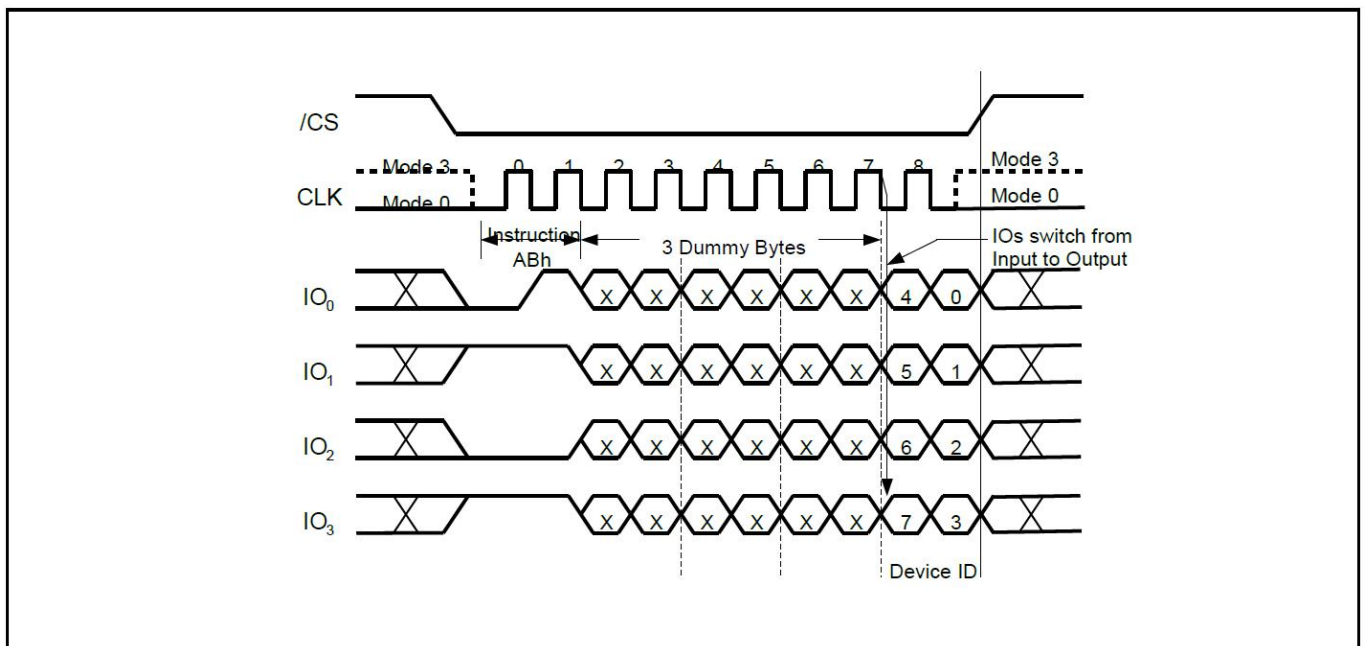 /CS
Mode 3 0 1 2 3 4 5 6 7 8 Mode 3
CLK
Mode 0 Mode 0
Instruction
ABh
3 Dummy Bytes
IOs switch from
Input to Output
IO0 X X X X X X 4 0
IO1 X X X X X X 5 1
IO2 X X X X X X 6 2
IO3 X X X X X X 7 3
Device ID